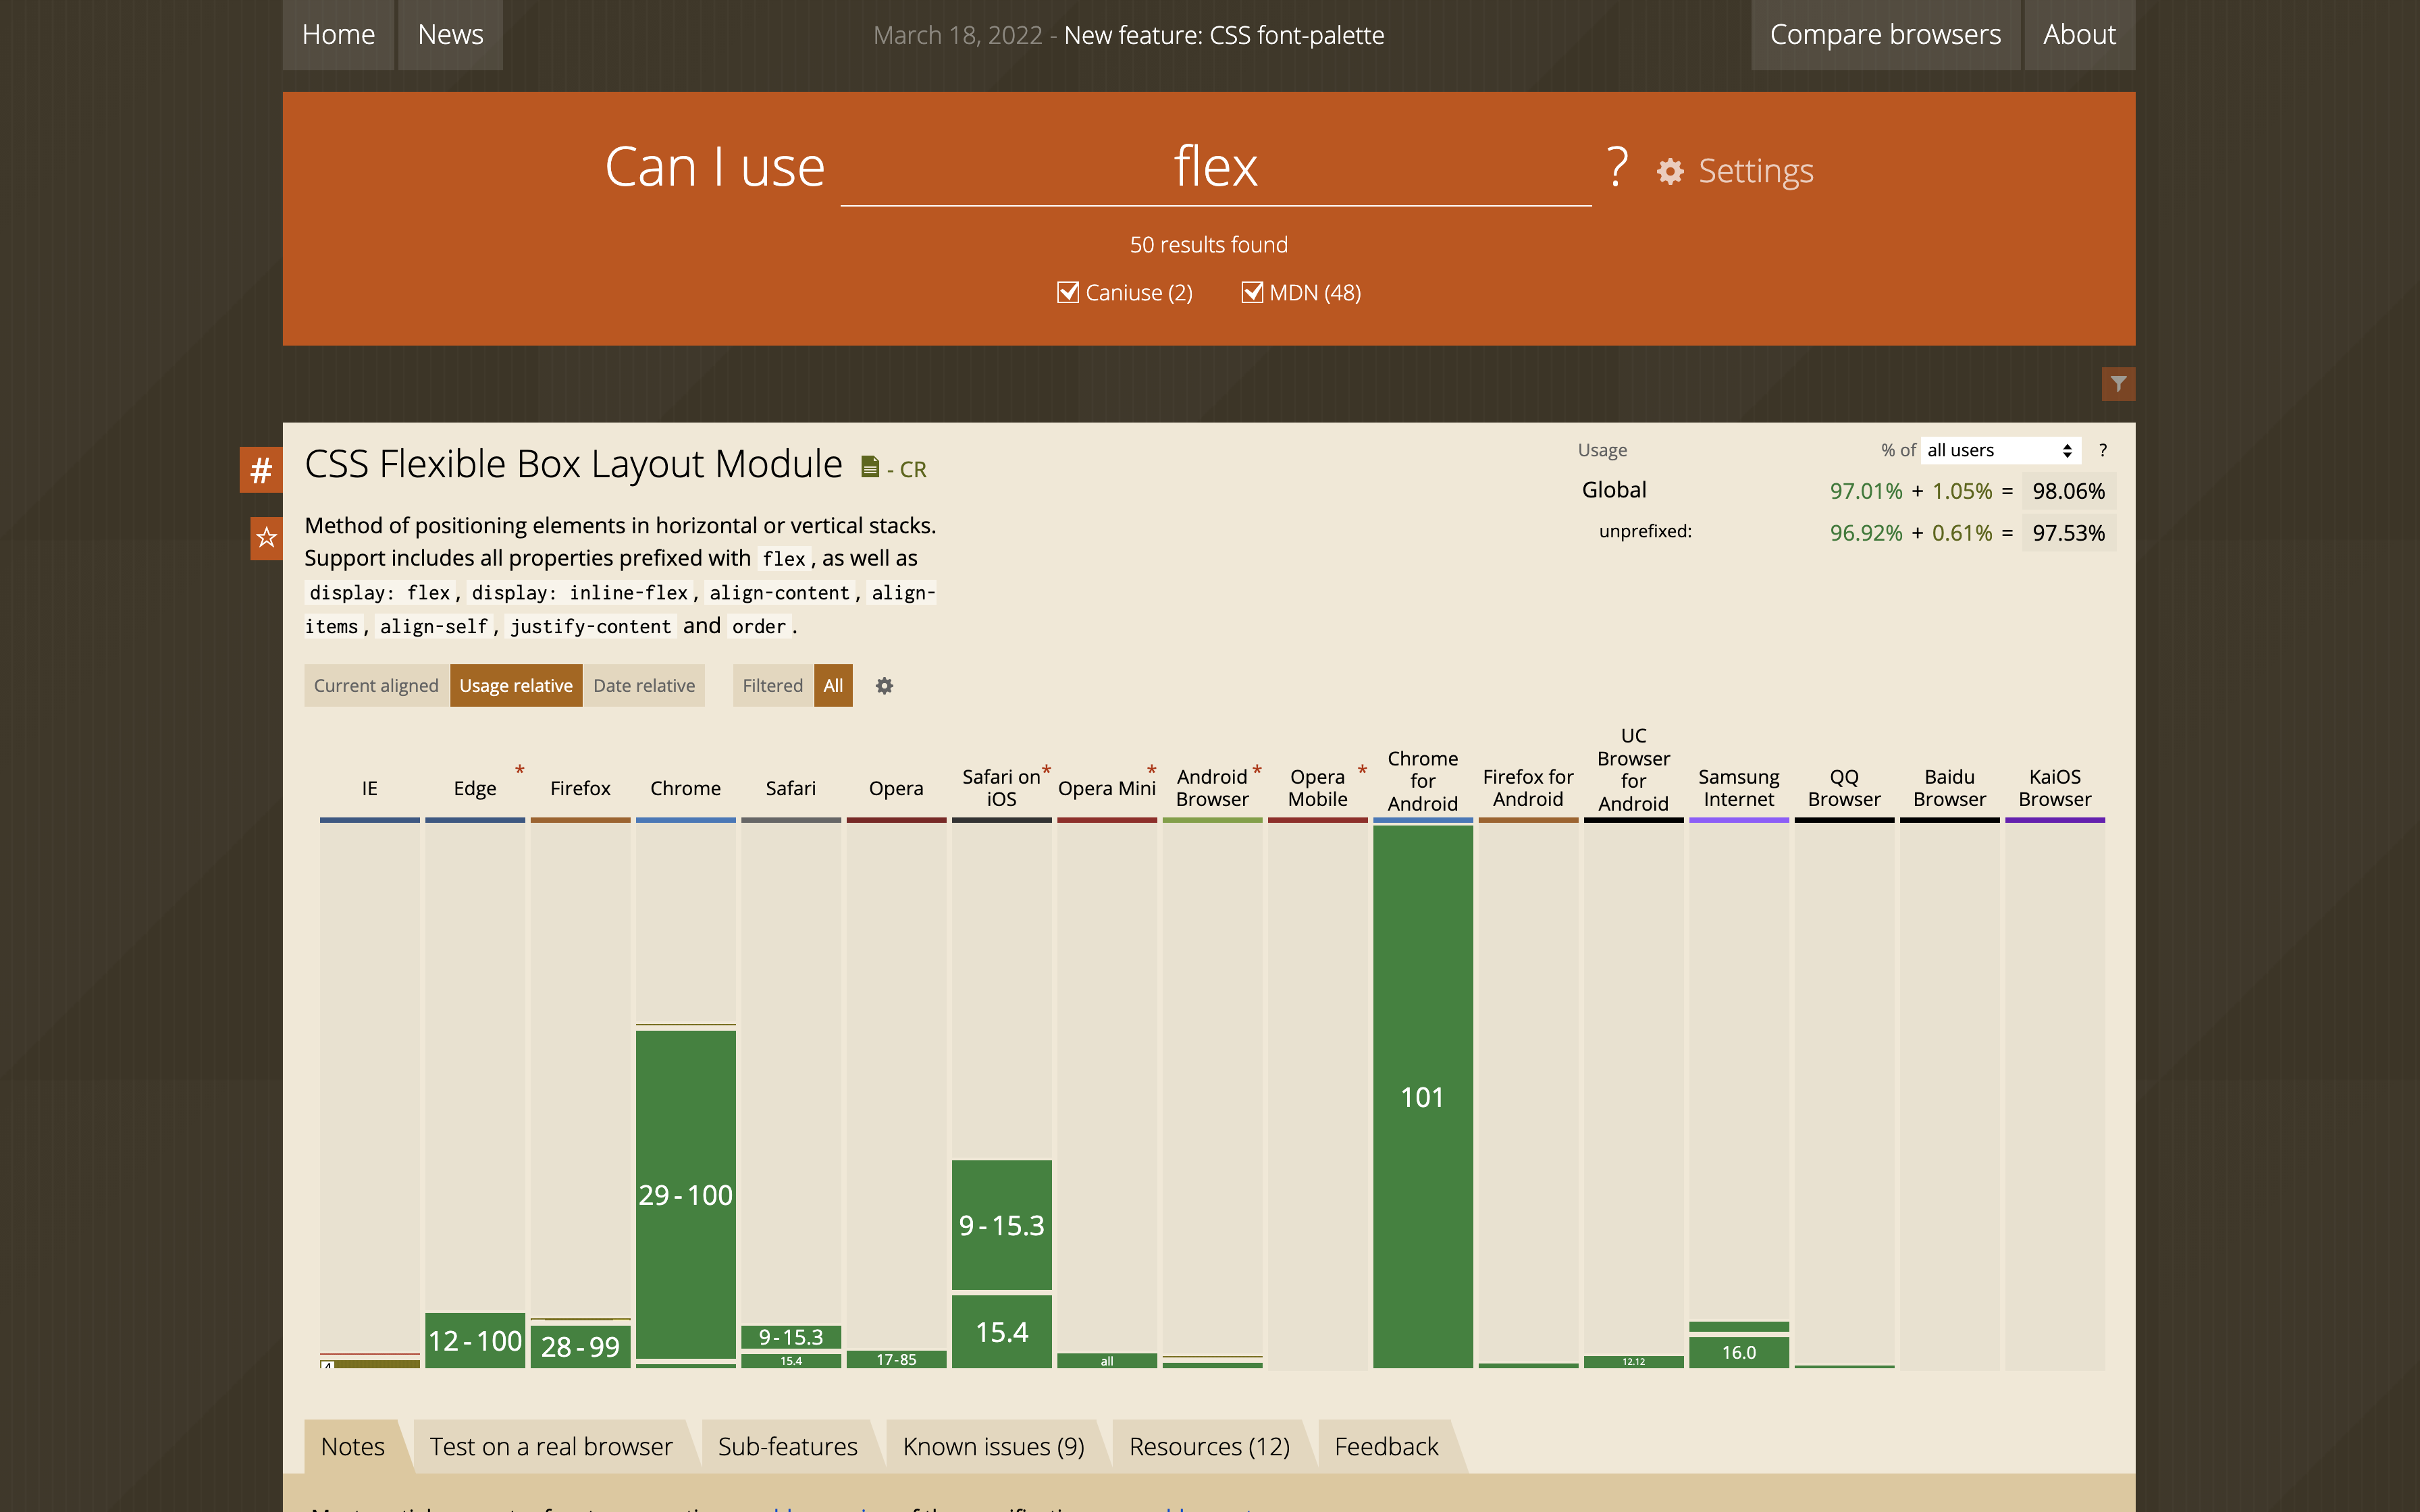 Home
News
March 18, 2022 - New feature: CSS font-palette
Compare browsers
About
Can I use flex ? Settings
50 results found
Caniuse (2) MDN (48)
# CSS Flexible Box Layout Module - CR
Method of positioning elements in horizontal or vertical stacks.
Support includes all properties prefixed with flex, as well as
display: flex, display: inline-flex, align-content, align-
items, align-self, justify-content and order.
Usage % of all users ?
Global 97.01% + 1.05% = 98.06%
unprefixed: 96.92% + 0.61% = 97.53%
Current aligned Usage relative Date relative Filtered All
IE
Edge *
Firefox
Chrome
Safari
Opera
Safari on *
iOS
Opera Mini *
Android *
Browser
Opera *
Mobile
Chrome
for
Android
Firefox for
Android
UC
Browser
for
Android
Samsung
Internet
QQ
Browser
Baidu
Browser
KaiOS
Browser
12-100
28-99
29-100
9-15.3
15.4
17-85
9-15.3
15.4
all
101
12.12
16.0
Notes
Test on a real browser
Sub-features
Known issues (9)
Resources (12)
Feedback